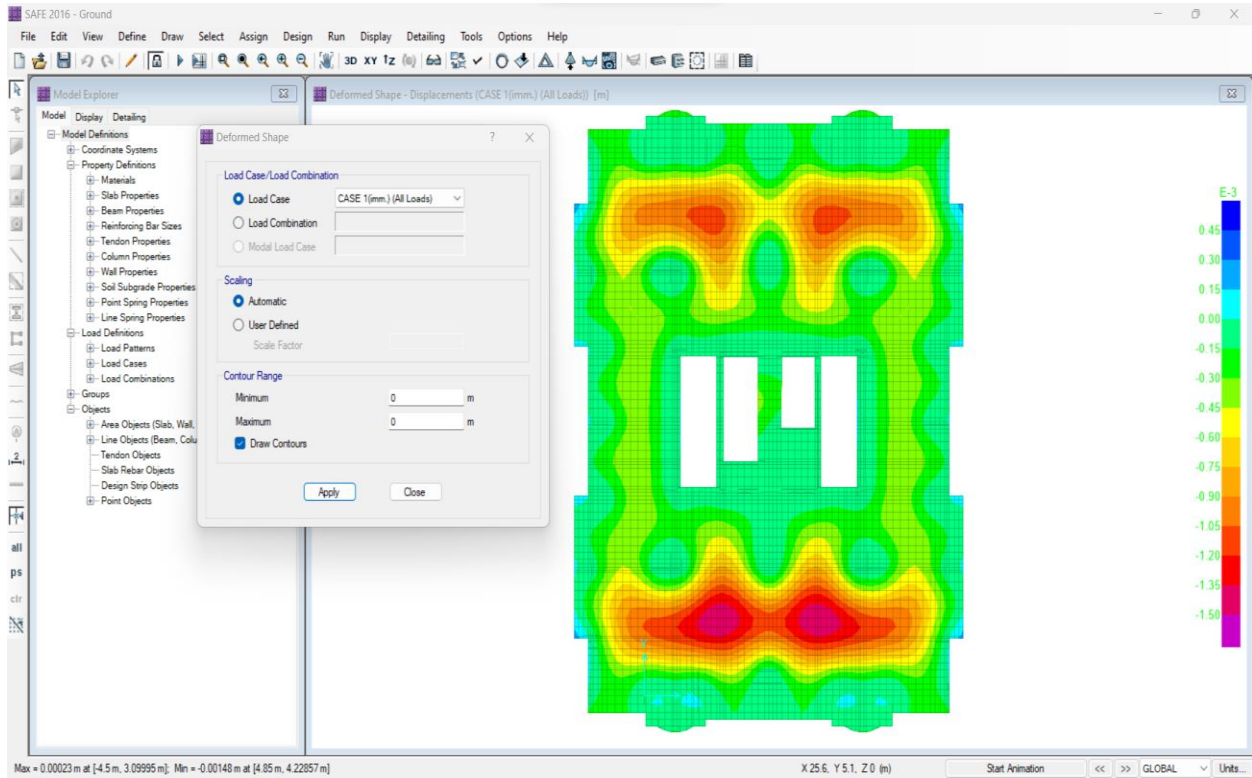 SAFE 2016 - Ground
File Edit View Define Draw Select Assign Design Run Display Detailing Tools Options Help
3D XY
Model Explorer
Deformed Shape - Displacements (CASE 1(imm.) (All Loads)) [m]
Model Display Detailing
Model Definitions
Coordinate Systems
Property Definitions
Materials
Slab Properties
Beam Properties
Reinforcing Bar Sizes
Tendon Properties
Column Properties
Wall Properties
Soil Subgrade Properties
Point Spring Properties
Line Spring Properties
Load Definitions
Load Patterns
Load Cases
Load Combinations
Groups
Objects
Area Objects (Slab, Wall,
Line Objects (Beam, Colu
Tendon Objects
Slab Rebar Objects
Design Strip Objects
Point Objects
all
ps
clr
Deformed Shape ? X
Load Case/Load Combination
Load Case CASE 1(imm.) (All Loads)
Load Combination
Modal Load Case
Scaling
Automatic
User Defined
Scale Factor
Contour Range
Minimum 0 m
Maximum 0 m
Draw Contours
Apply Close
E-3
0.45
0.30
0.15
0.00
-0.15
-0.30
-0.45
-0.60
-0.75
-0.90
-1.05
-1.20
-1.35
-1.50
Max = 0.00023 m at [-4.5 m, 3.09995 m]; Min = -0.00148 m at [4.85 m, 4.22857 m] X 25.6, Y 5.1, Z 0 (m) Start Animation << >> GLOBAL Units...